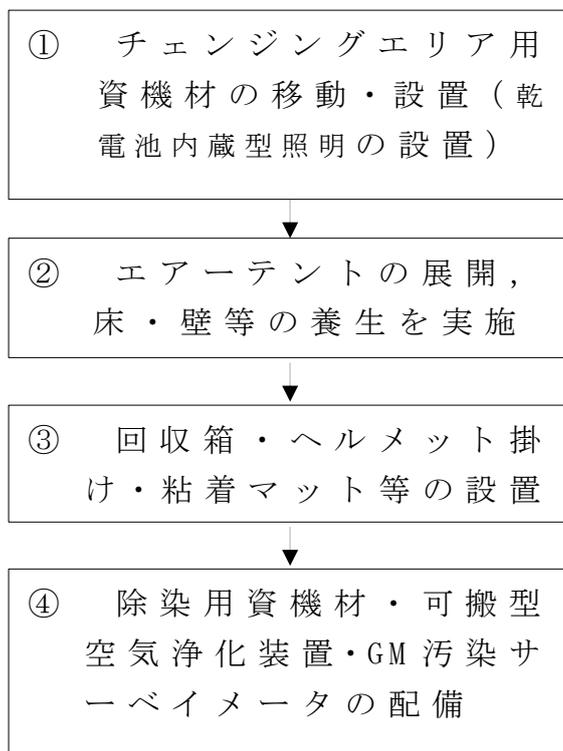 ① チェンジングエリア用
資機材の移動・設置(乾
電池内蔵型照明の設置)
② エアーテントの展開,
床・壁等の養生を実施
③ 回収箱・ヘルメット掛
け・粘着マット等の設置
④ 除染用資機材・可搬型
空気浄化装置・GM汚染サ
ーベイメータの配備